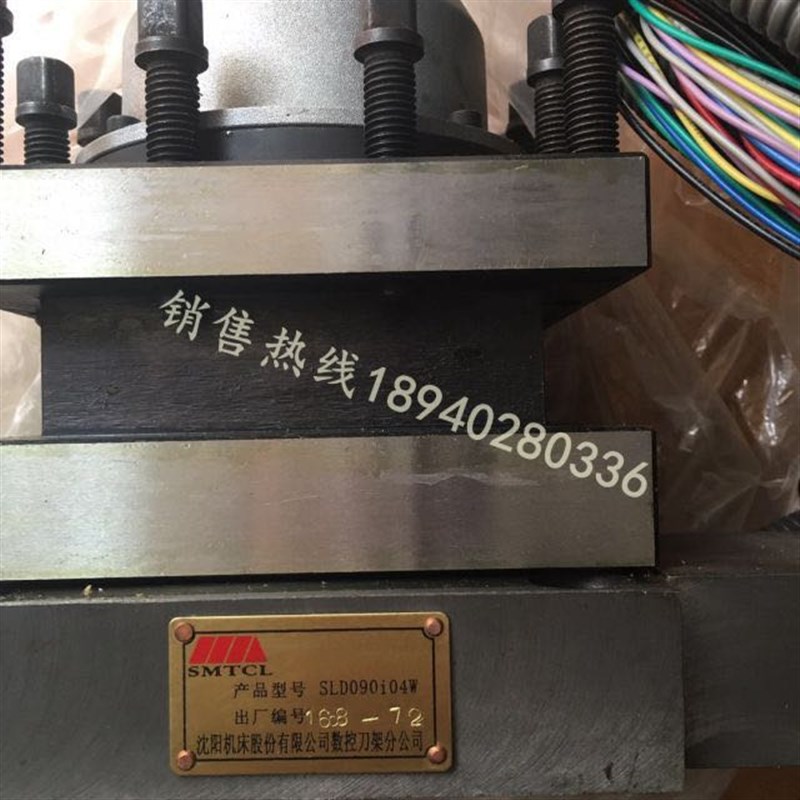 销售热线18940280336
SMTCL
产品型号 SLD090i04W
出厂编号168-72
沈阳机床股份有限公司数控刀架分公司